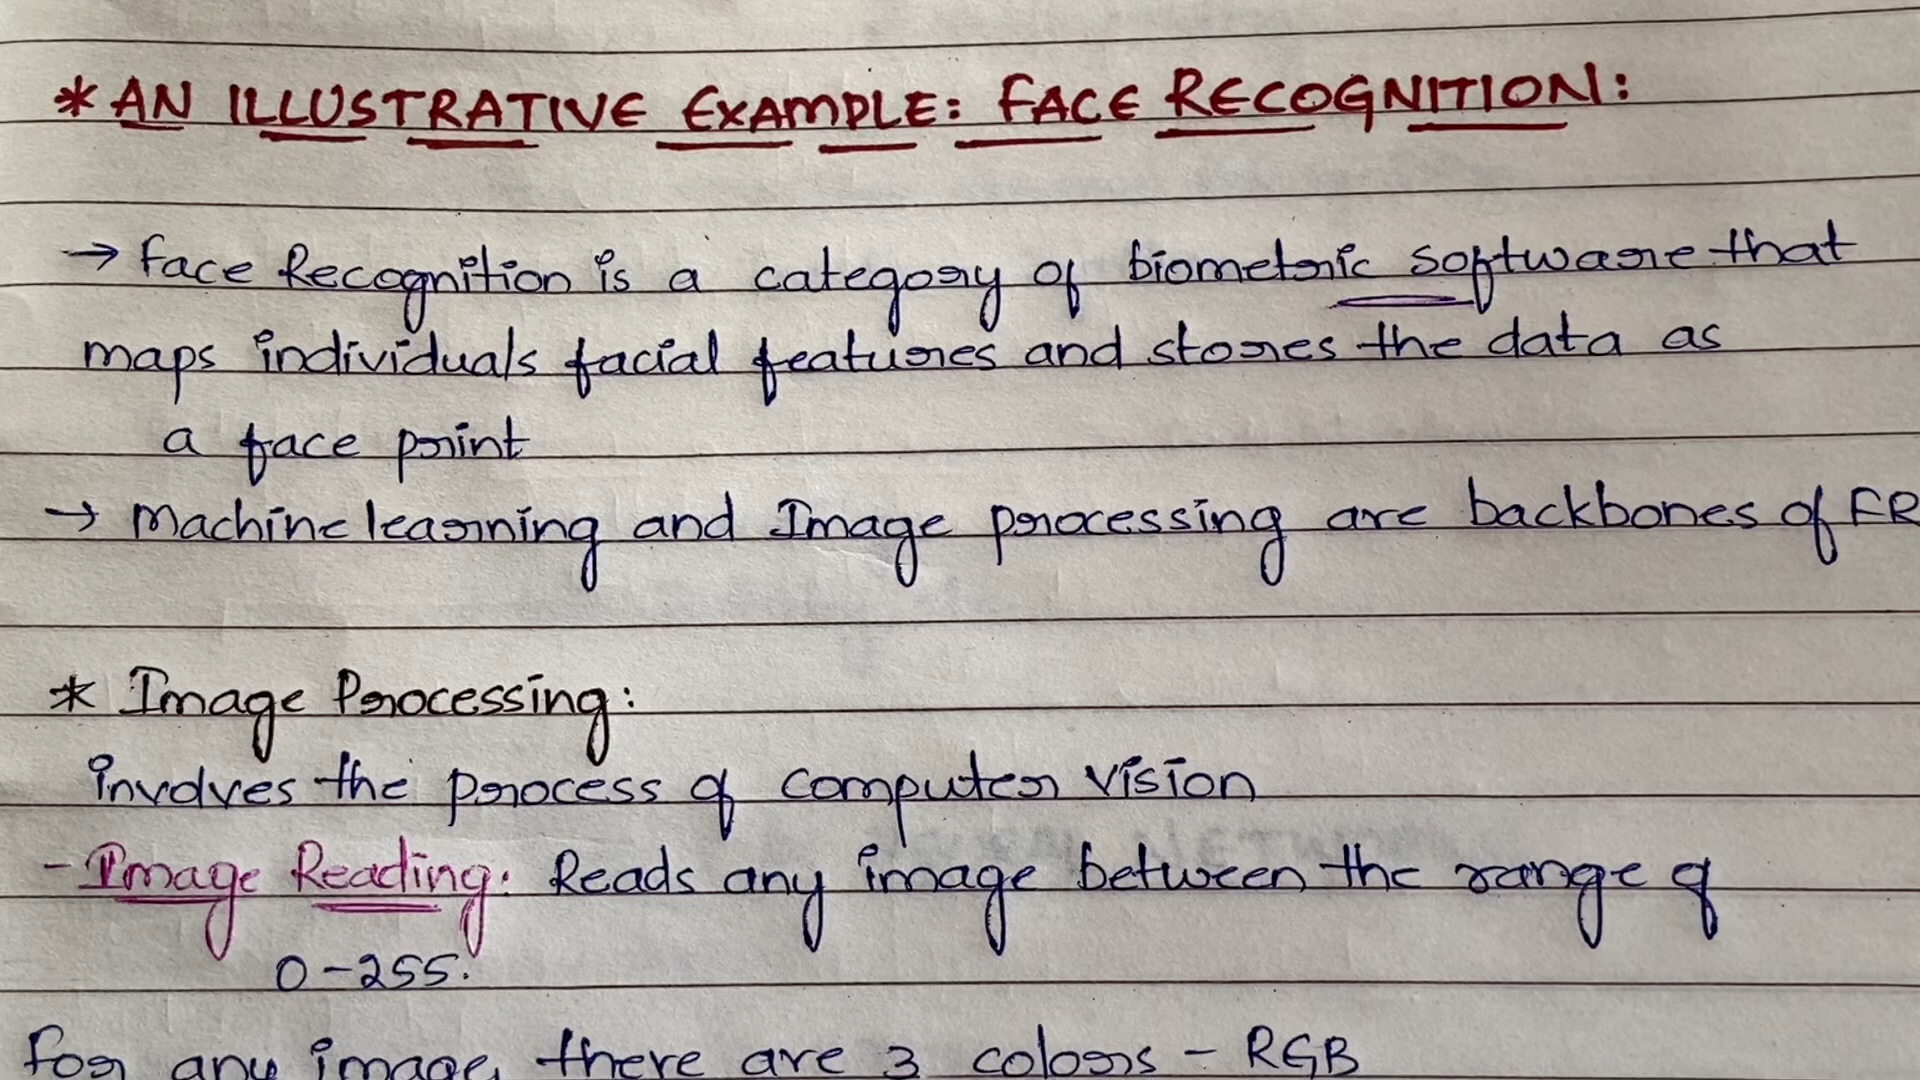 * AN ILLUSTRATIVE EXAMPLE: FACE RECOGNITION:
→ face Recognition is a category of biometric software that
maps individuals facial features and stores the data as
a face print
→ Machine learning and Image processing are backbones of FR
* Image Processing:
involves the process of computer vision
- Image Reading: Reads any image between the range of
0-255.
for any image, there are 3 colors - RGB